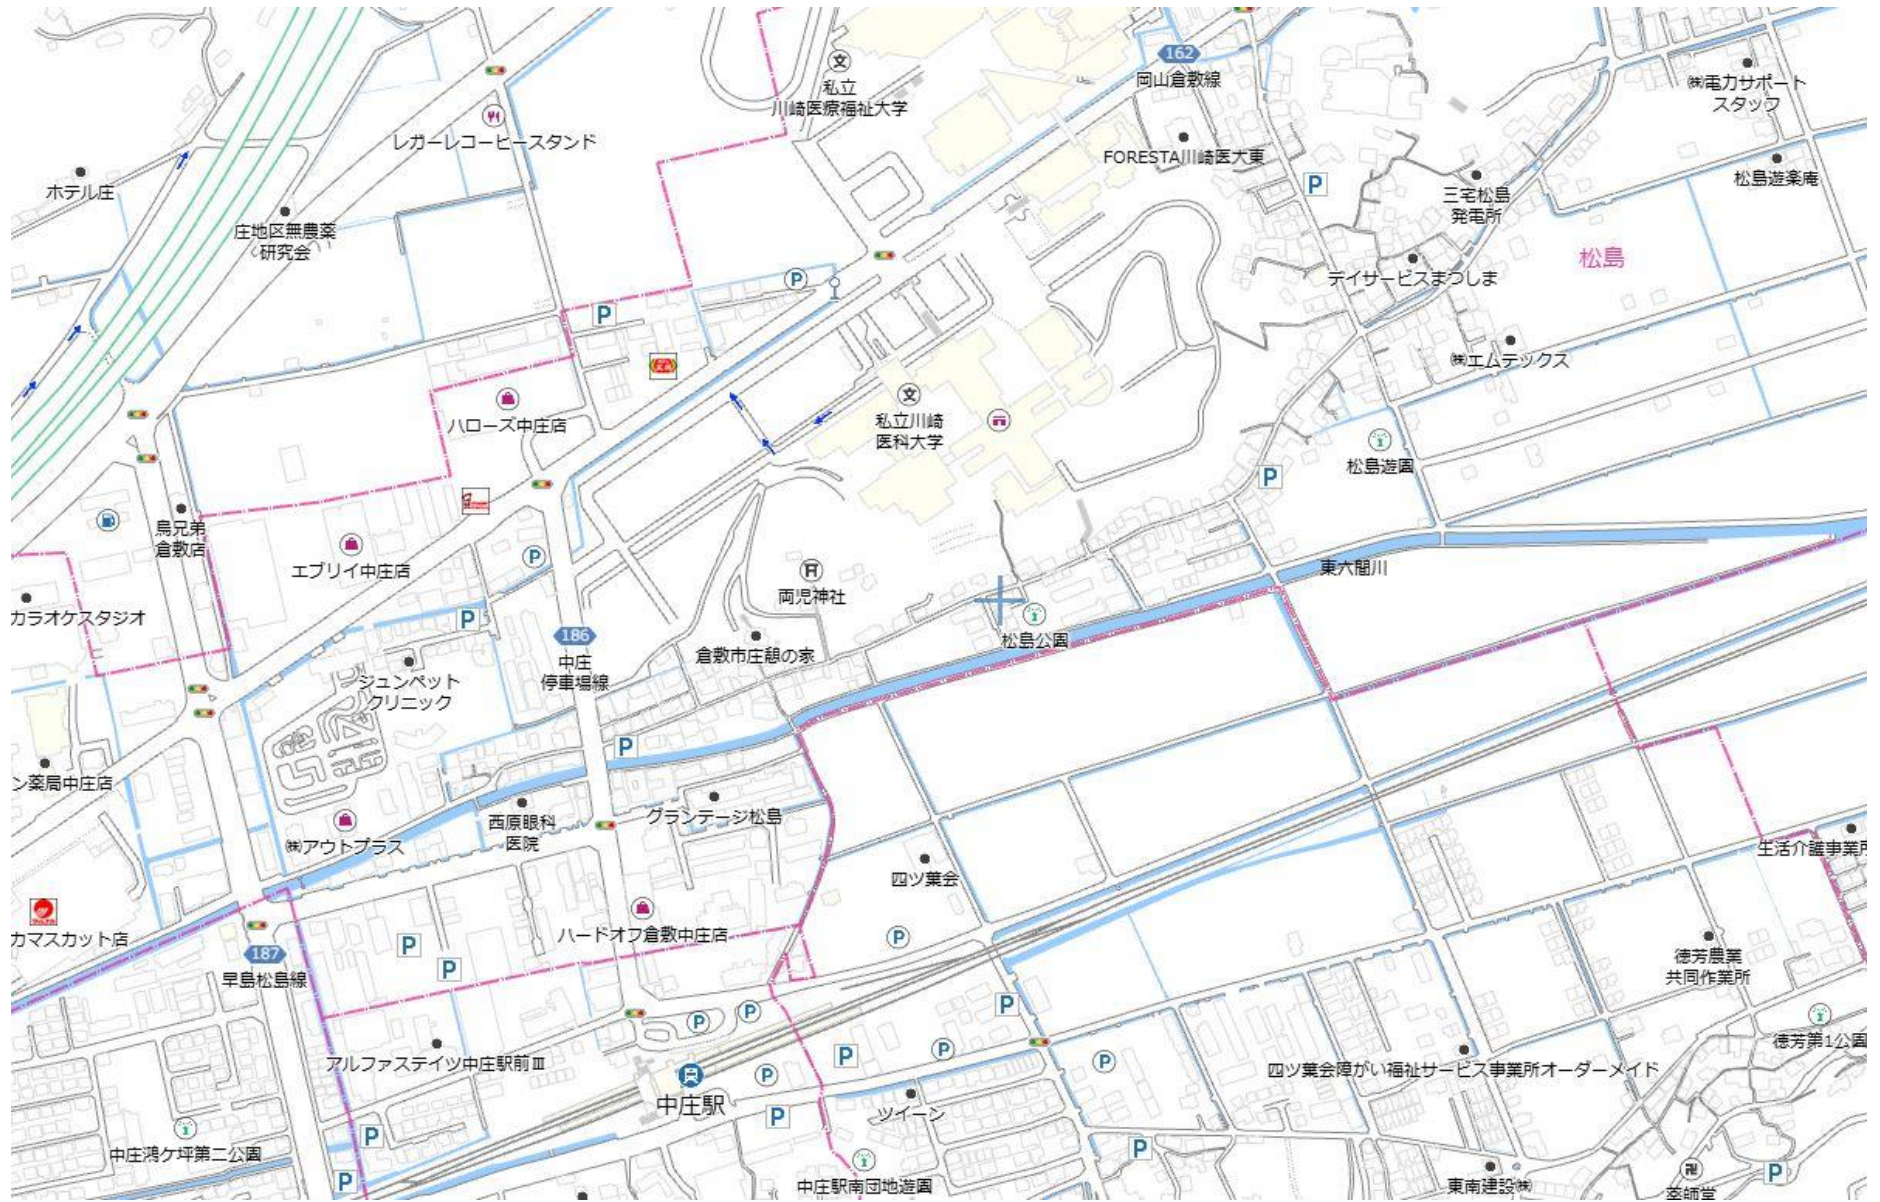 162
岡山倉敷線
私立
川崎医療福祉大学
㈱電力サポート
スタッフ
レガーレコーヒースタンド
FORESTA川崎医大東
P
松島遊楽庵
ホテル庄
三宅松島
発電所
庄地区無農薬
研究会
松島
デイサービスまつしま
P
P
㈱エムテックス
ハローズ中庄店
私立川崎
医科大学
松島遊園
P
鳥兄弟
倉敷店
エブリイ中庄店
P
東六間川
両児神社
カラオケスタジオ
P
186
中庄
停車場線
松島公園
倉敷市庄憩の家
ジュンペット
クリニック
P
ン薬局中庄店
西原眼科
医院
グランテージ松島
㈱アウトプラス
生活介護事業所
四ツ葉会
カマスカット店
ハードオフ倉敷中庄店
P
P
P
187
早島松島線
徳芳農業
共同作業所
P
P
P
アルファステイツ中庄駅前Ⅲ
P
P
P
P
徳芳第1公園
四ツ葉会障がい福祉サービス事業所オーダーメイド
中庄駅
P
ツイーン
P
P
中庄鴻ケ坪第二公園
P
中庄駅南団地遊園
東南建設㈱
P
薬師堂